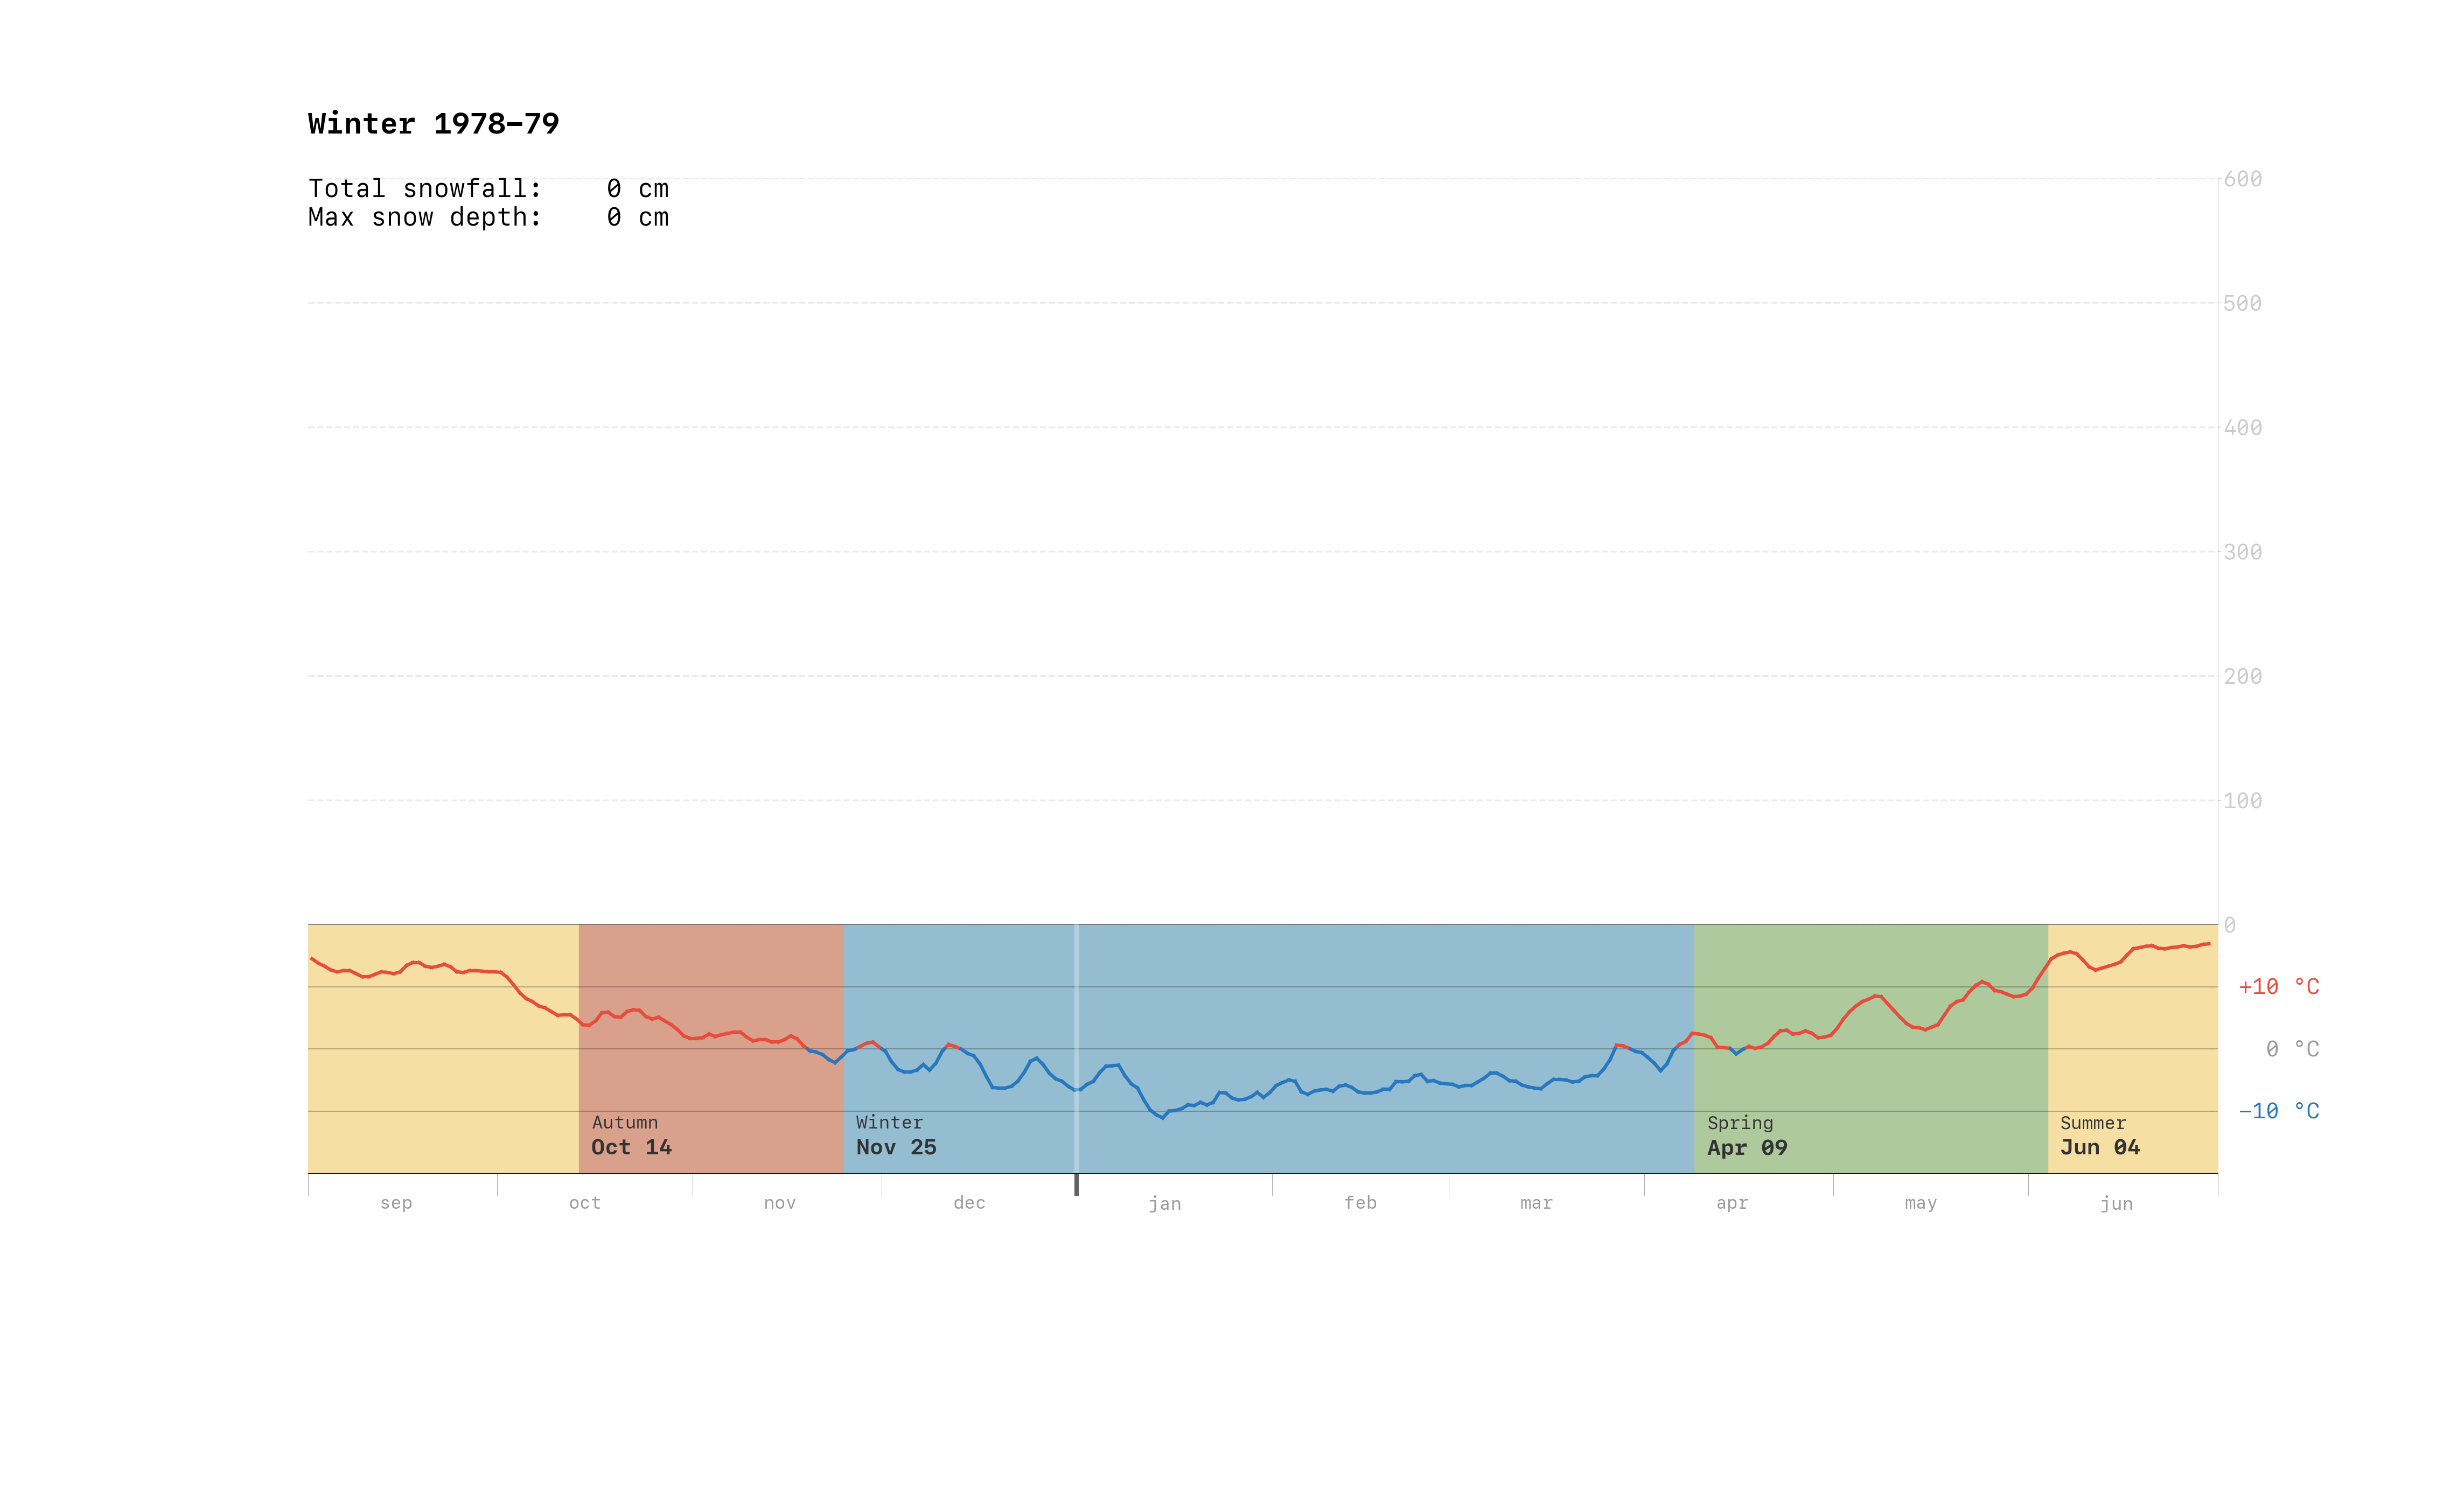 Winter 1978–79
Total snowfall: 0 cm
Max snow depth: 0 cm
600
500
400
300
200
100
0
+10 °C
0 °C
−10 °C
Autumn
Oct 14
Winter
Nov 25
Spring
Apr 09
Summer
Jun 04
sep oct nov dec jan feb mar apr may jun